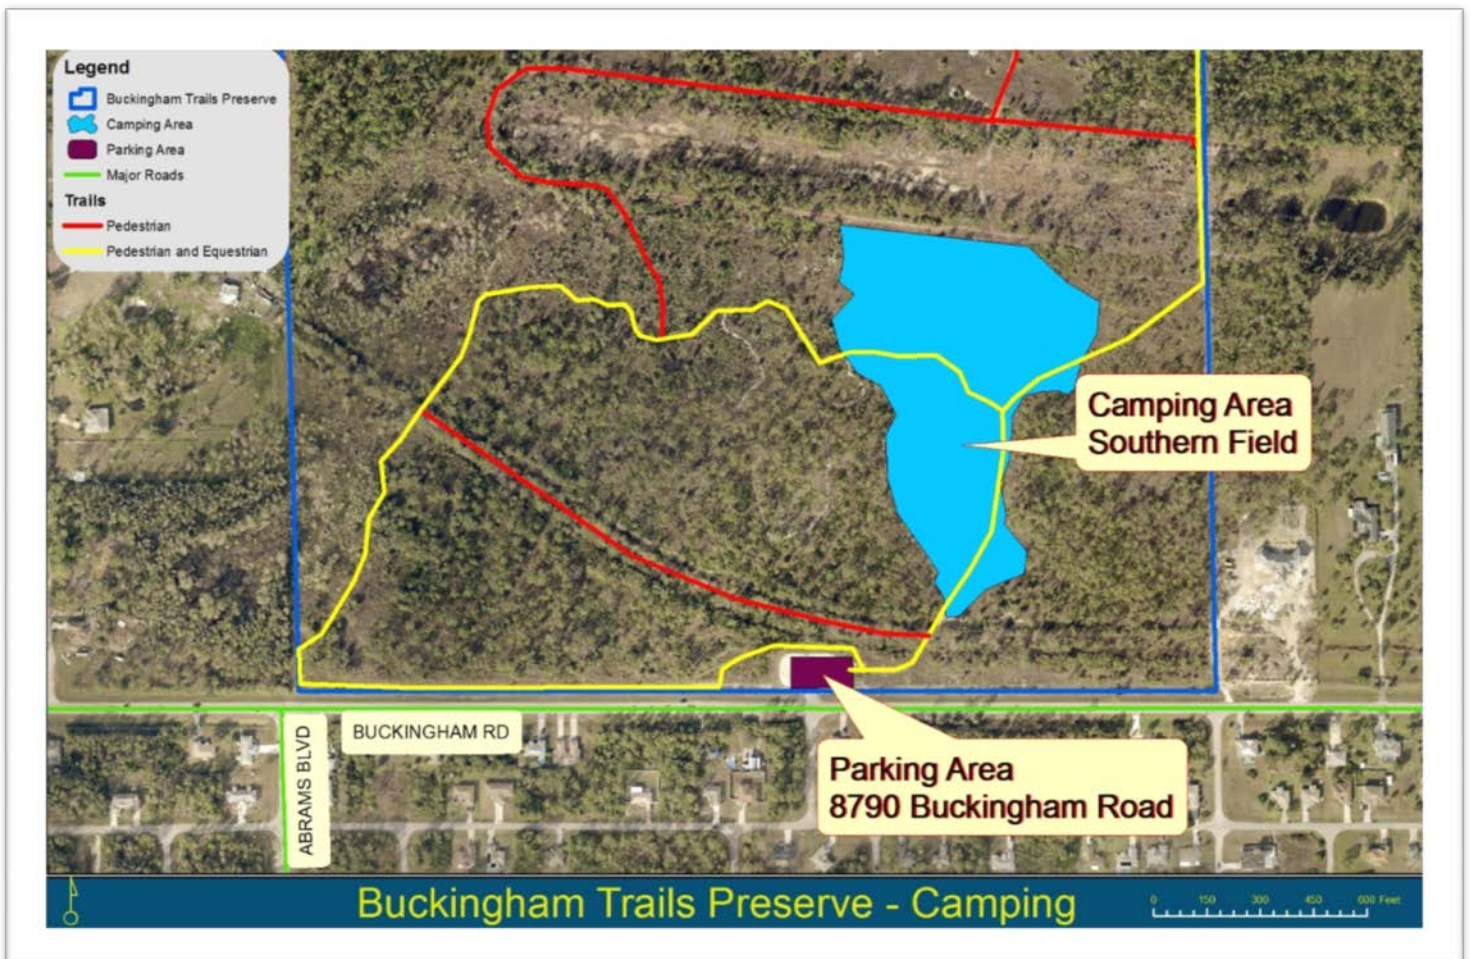 Legend
Buckingham Trails Preserve
Camping Area
Parking Area
Major Roads
Trails
Pedestrian
Pedestrian and Equestrian
Camping Area
Southern Field
BUCKINGHAM RD
ABRAMS BLVD
Parking Area
8790 Buckingham Road
Buckingham Trails Preserve - Camping
0 150 300 450 600 Feet